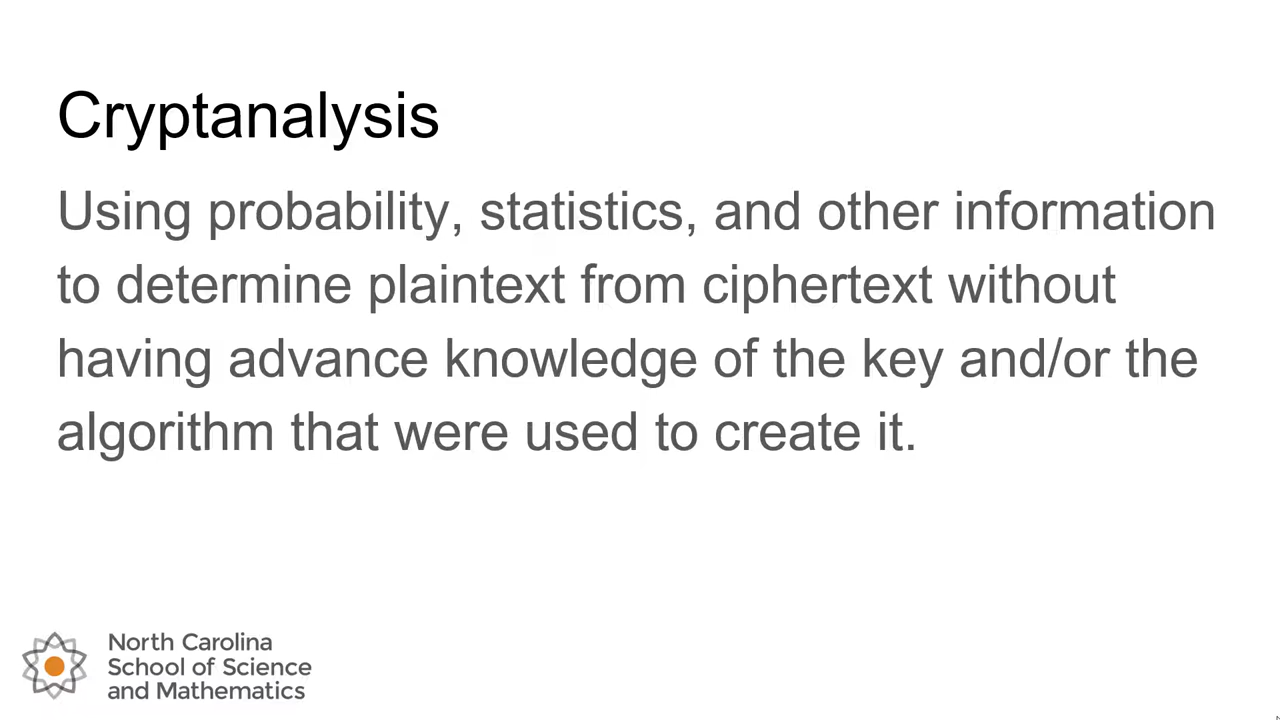 Cryptanalysis
Using probability, statistics, and other information
to determine plaintext from ciphertext without
having advance knowledge of the key and/or the
algorithm that were used to create it.
North Carolina
School of Science
and Mathematics